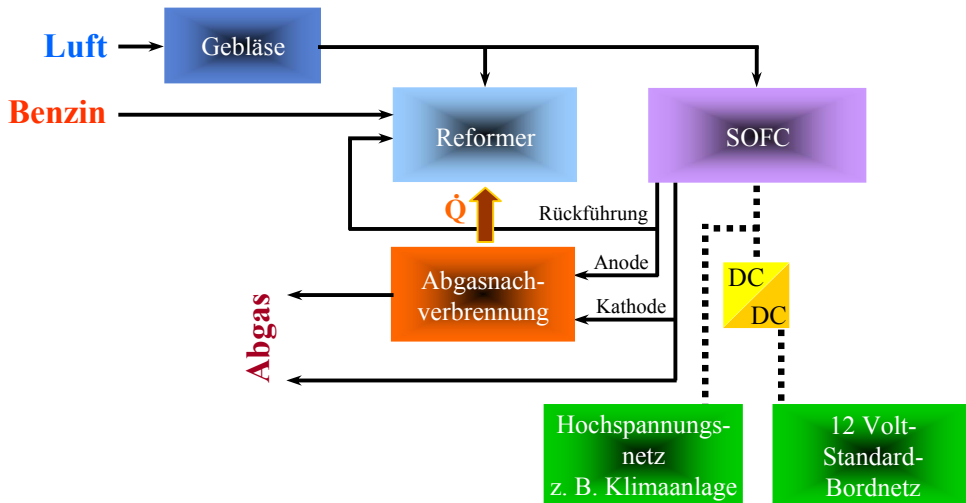 Luft
Gebläse
Benzin
Reformer
SOFC
Q̇
Rückführung
Anode
Abgasnach-
verbrennung
Kathode
Abgas
DC
DC
Hochspannungs-
netz
z. B. Klimaanlage
12 Volt-
Standard-
Bordnetz